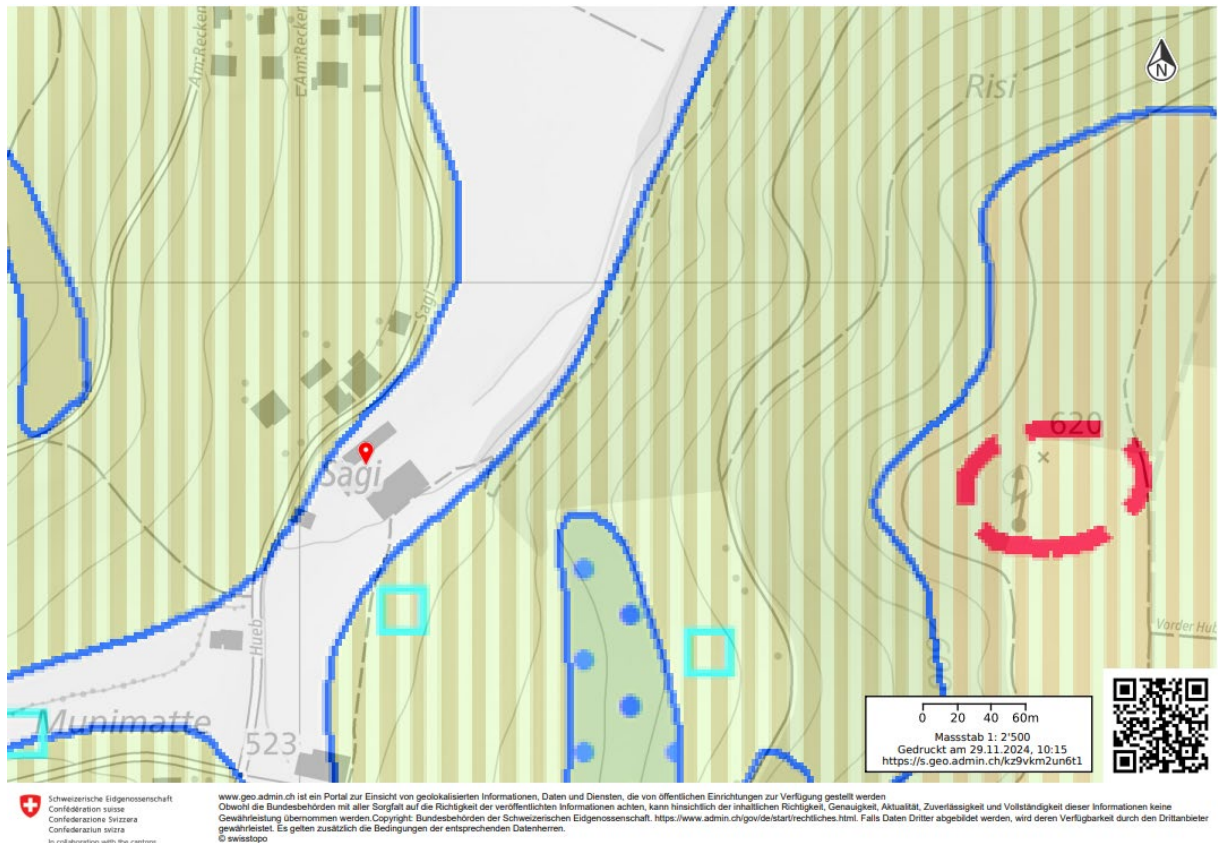 Am Recken
Am Recken
Risi
N
Sagi
620
Sagi
Hueb
Vorder Hub
600
Munimatte
523
0 20 40 60m
Massstab 1: 2'500
Gedruckt am 29.11.2024, 10:15
https://s.geo.admin.ch/kz9vkm2un6t1
Schweizerische Eidgenossenschaft
Confédération suisse
Confederazione Svizzera
Confederaziun svizra
In collaboration with the cantons
www.geo.admin.ch ist ein Portal zur Einsicht von geolokalisierten Informationen, Daten und Diensten, die von öffentlichen Einrichtungen zur Verfügung gestellt werden
Obwohl die Bundesbehörden mit aller Sorgfalt auf die Richtigkeit der veröffentlichten Informationen achten, kann hinsichtlich der inhaltlichen Richtigkeit, Genauigkeit, Aktualität, Zuverlässigkeit und Vollständigkeit dieser Informationen keine
Gewährleistung übernommen werden.Copyright: Bundesbehörden der Schweizerischen Eidgenossenschaft. https://www.admin.ch/gov/de/start/rechtliches.html. Falls Daten Dritter abgebildet werden, wird deren Verfügbarkeit durch den Drittanbieter
gewährleistet. Es gelten zusätzlich die Bedingungen der entsprechenden Datenherren.
© swisstopo